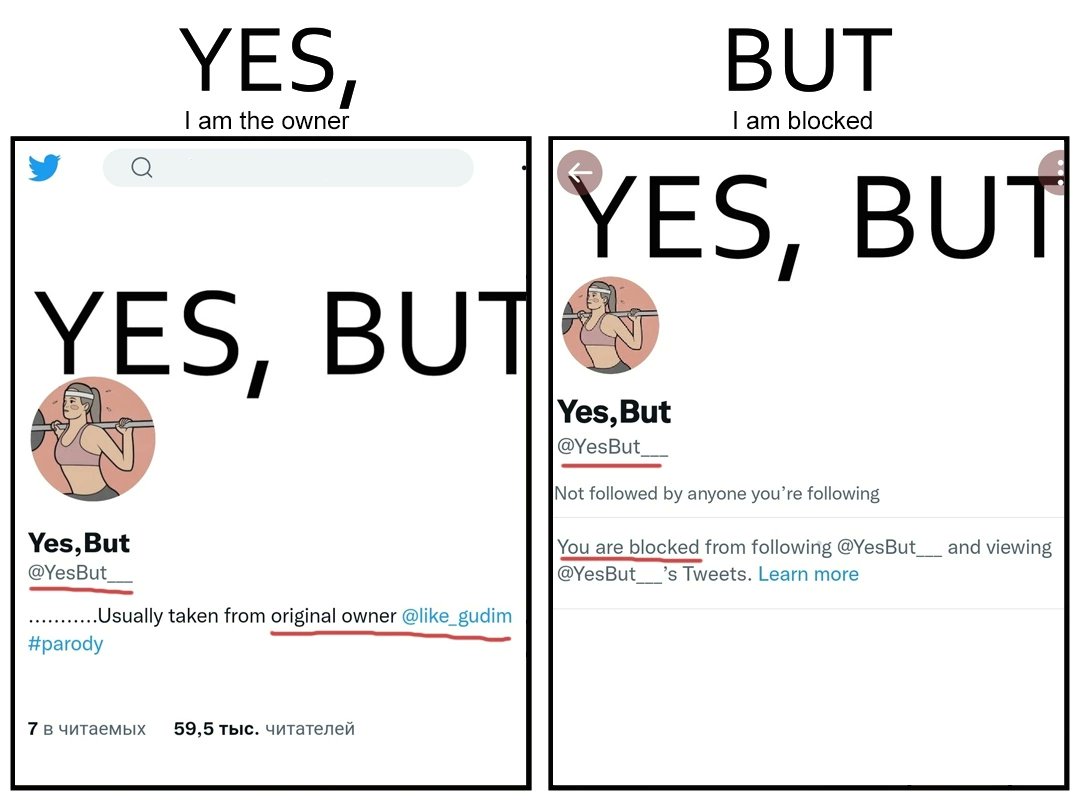 YES,
I am the owner
YES, BUT
Yes,But
@YesBut___
...........Usually taken from original owner @like_gudim
#parody
7 в читаемых 59,5 тыс. читателей
BUT
I am blocked
YES, BUT
Yes,But
@YesBut___
Not followed by anyone you’re following
You are blocked from following @YesBut___ and viewing
@YesBut___’s Tweets. Learn more